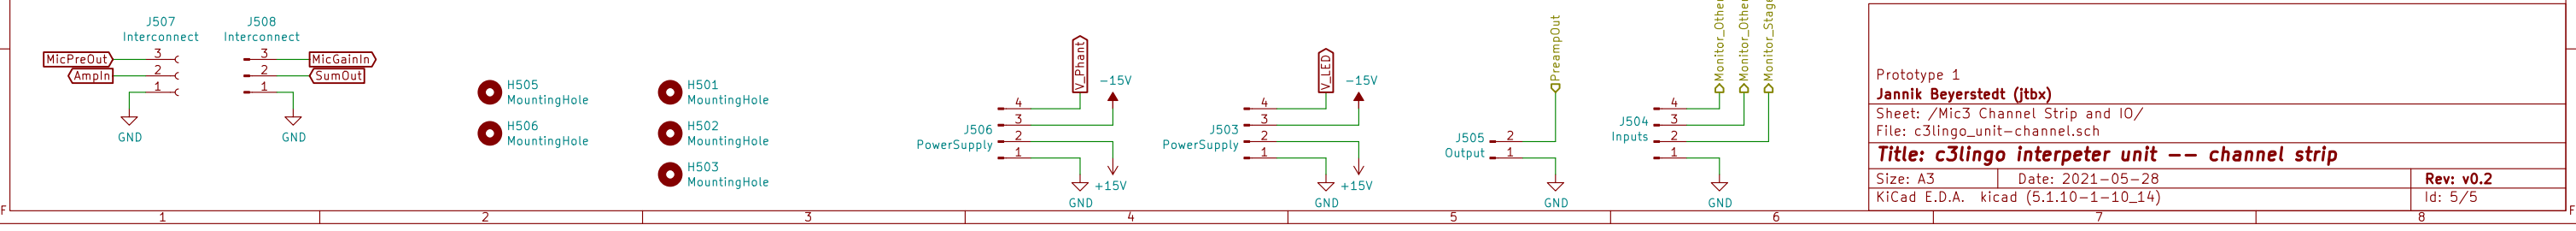 J507
Interconnect
MicPreOut
3
AmpIn
2
1
GND
J508
Interconnect
3
MicGainIn
2
SumOut
1
GND
H505
MountingHole
H506
MountingHole
H501
MountingHole
H502
MountingHole
H503
MountingHole
V_Phant
-15V
4
3
2
1
J506
PowerSupply
+15V
GND
V_LED
-15V
4
3
2
1
J503
PowerSupply
+15V
GND
PreampOut
J505
Output
2
1
GND
Monitor_Other
Monitor_Other
Monitor_Stage
J504
Inputs
4
3
2
1
GND
Prototype 1
Jannik Beyerstedt (jtbx)
Sheet: /Mic3 Channel Strip and IO/
File: c3lingo_unit-channel.sch
Title: c3lingo interpeter unit -- channel strip
Size: A3
Date: 2021-05-28
Rev: v0.2
KiCad E.D.A. kicad (5.1.10-1-10_14)
Id: 5/5
F
F
1
2
3
4
5
6
7
8